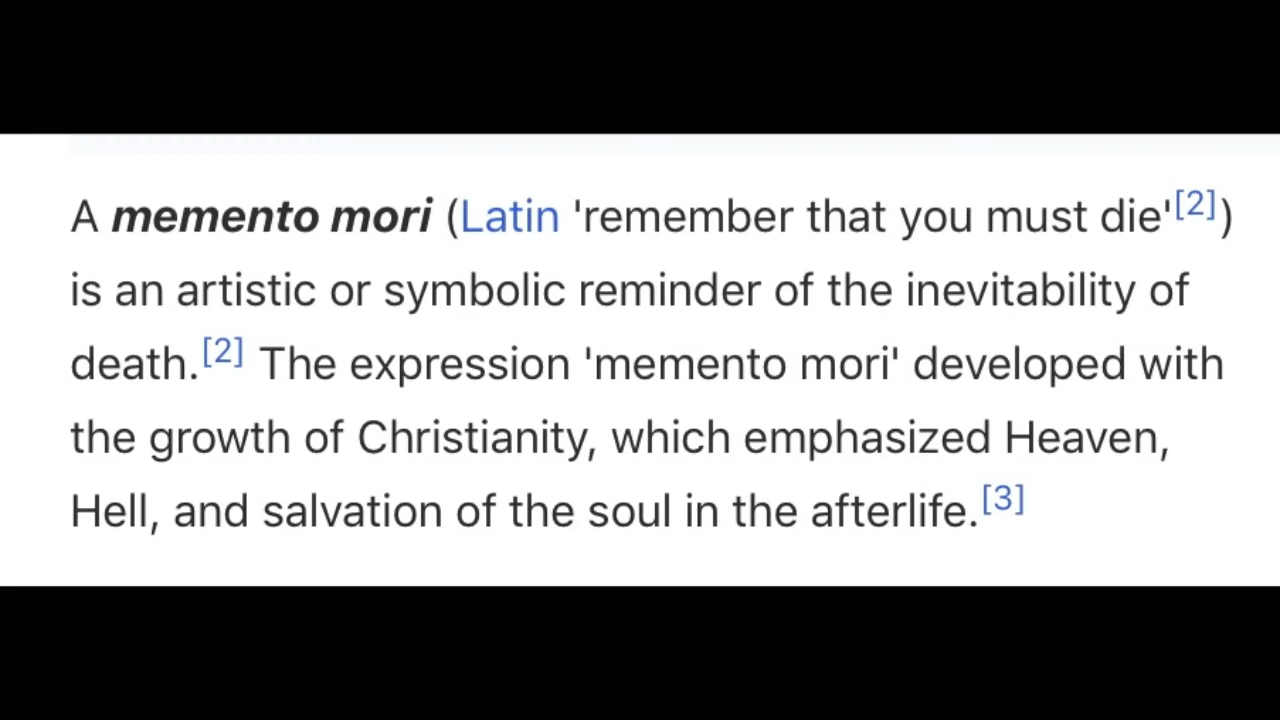 A memento mori (Latin 'remember that you must die'[2])
is an artistic or symbolic reminder of the inevitability of
death.[2] The expression 'memento mori' developed with
the growth of Christianity, which emphasized Heaven,
Hell, and salvation of the soul in the afterlife.[3]